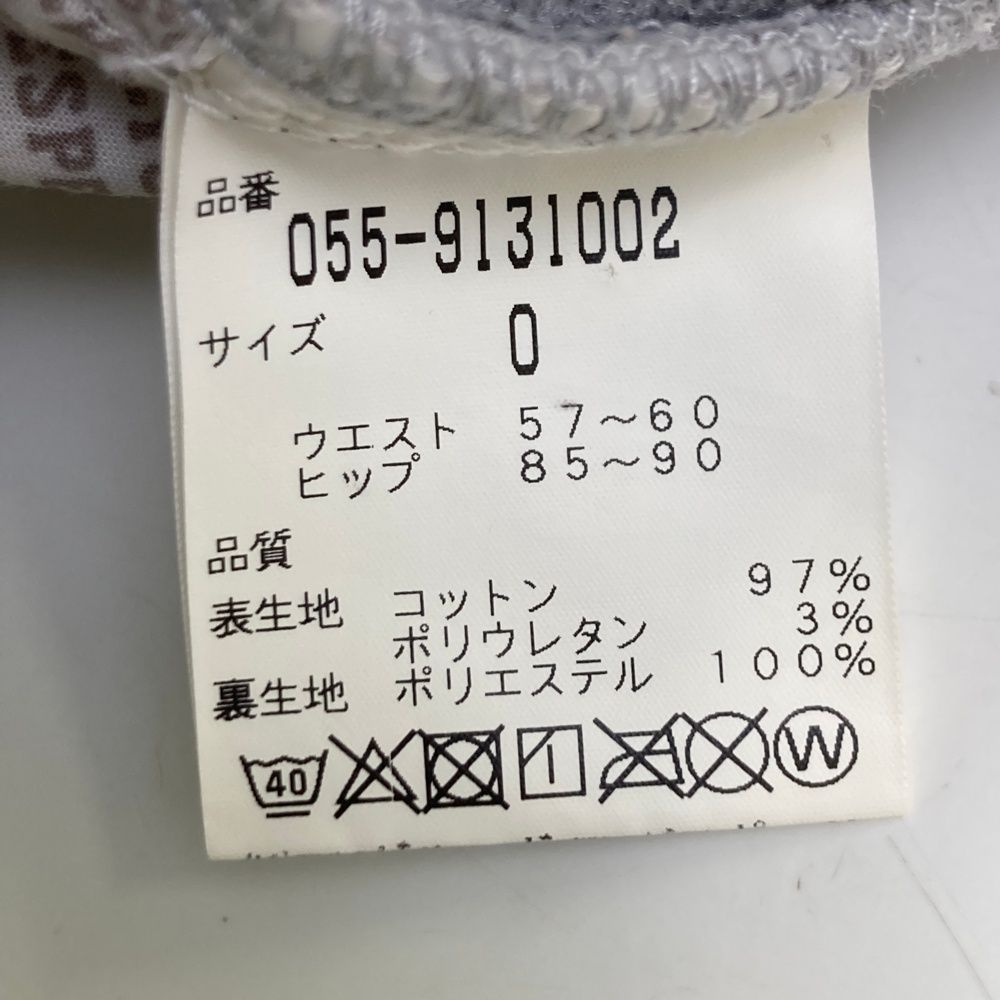 SP
品番
055-9131002
サイズ 0
ウエスト 57～60
ヒップ 85～90
品質
表生地 コットン 97%
ポリウレタン 3%
裏生地 ポリエステル 100%
40 W